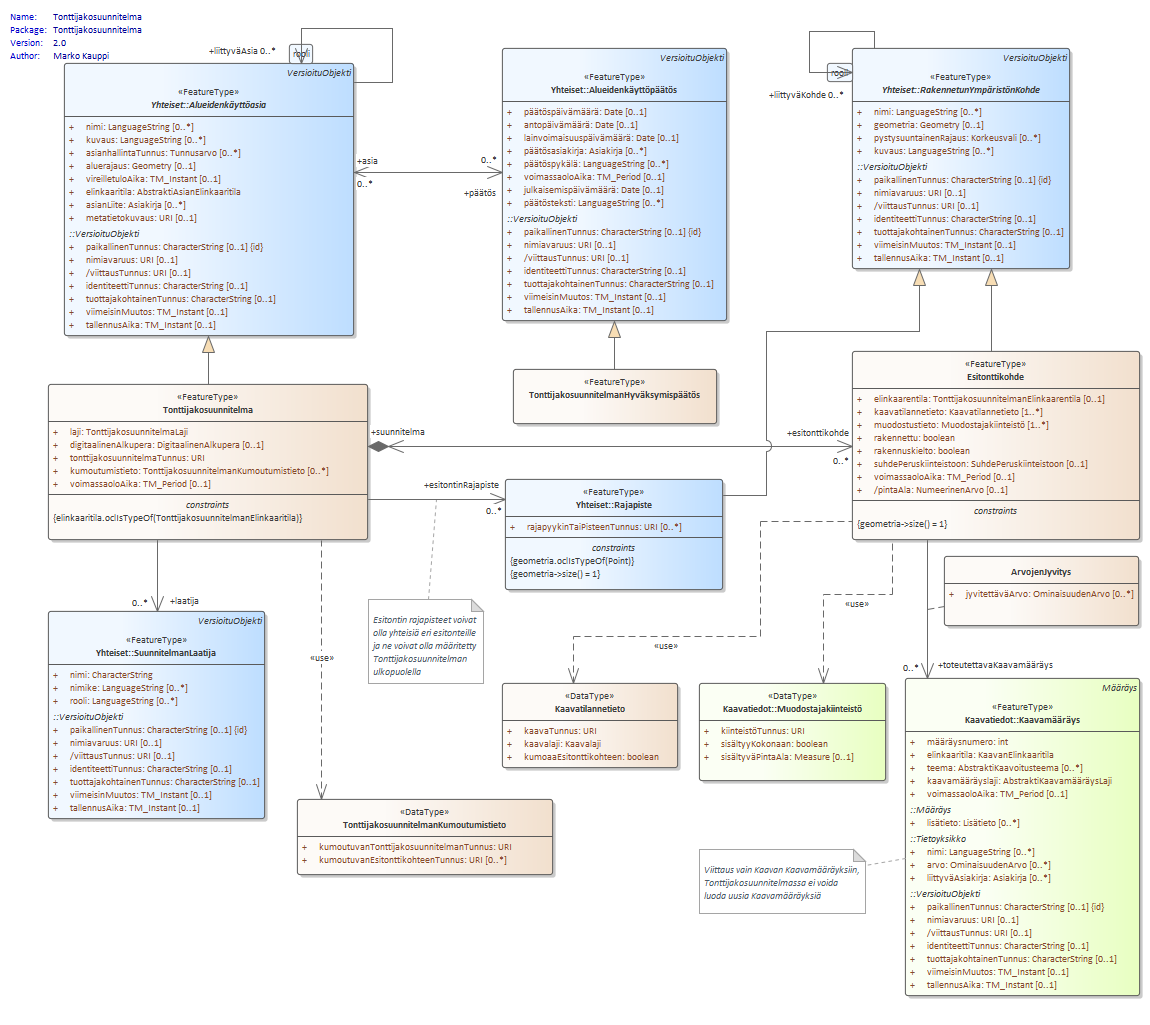 Name: Tonttijakosuunnitelma
Package: Tonttijakosuunnitelma
Version: 2.0
Author: Marko Kauppi
+liittyväAsia 0..*
rooli
VersioituObjekti
«FeatureType»
Yhteiset::Alueidenkäyttöasia
+ nimi: LanguageString [0..*]
+ kuvaus: LanguageString [0..*]
+ asianhallintaTunnus: Tunnusarvo [0..*]
+ aluerajaus: Geometry [0..1]
+ vireilletuloAika: TM_Instant [0..1]
+ elinkaaritila: AbstraktiAsianElinkaaritila
+ asianLiite: Asiakirja [0..*]
+ metatietokuvaus: URI [0..1]
::VersioituObjekti
+ paikallinenTunnus: CharacterString [0..1] {id}
+ nimiavaruus: URI [0..1]
+ /viittausTunnus: URI [0..1]
+ identiteettiTunnus: CharacterString [0..1]
+ tuottajakohtainenTunnus: CharacterString [0..1]
+ viimeisinMuutos: TM_Instant [0..1]
+ tallennusAika: TM_Instant [0..1]
+asia
0..*
0..*
+päätös
VersioituObjekti
«FeatureType»
Yhteiset::Alueidenkäyttöpäätös
+ päätöspäivämäärä: Date [0..1]
+ antopäivämäärä: Date [0..1]
+ lainvoimaisuuspäivämäärä: Date [0..1]
+ päätösasiakirja: Asiakirja [0..*]
+ päätöspykälä: LanguageString [0..*]
+ voimassaoloAika: TM_Period [0..1]
+ julkaisemispäivämäärä: Date [0..1]
+ päätösteksti: LanguageString [0..*]
::VersioituObjekti
+ paikallinenTunnus: CharacterString [0..1] {id}
+ nimiavaruus: URI [0..1]
+ /viittausTunnus: URI [0..1]
+ identiteettiTunnus: CharacterString [0..1]
+ tuottajakohtainenTunnus: CharacterString [0..1]
+ viimeisinMuutos: TM_Instant [0..1]
+ tallennusAika: TM_Instant [0..1]
rooli
+liittyväKohde 0..*
VersioituObjekti
«FeatureType»
Yhteiset::RakennetunYmpäristönKohde
+ nimi: LanguageString [0..*]
+ geometria: Geometry [0..1]
+ pystysuuntainenRajaus: Korkeusvali [0..*]
+ kuvaus: LanguageString [0..*]
::VersioituObjekti
+ paikallinenTunnus: CharacterString [0..1] {id}
+ nimiavaruus: URI [0..1]
+ /viittausTunnus: URI [0..1]
+ identiteettiTunnus: CharacterString [0..1]
+ tuottajakohtainenTunnus: CharacterString [0..1]
+ viimeisinMuutos: TM_Instant [0..1]
+ tallennusAika: TM_Instant [0..1]
«FeatureType»
Tonttijakosuunnitelma
+ laji: TonttijakosuunnitelmaLaji
+ digitaalinenAlkupera: DigitaalinenAlkupera [0..1]
+ tonttijakosuunnitelmaTunnus: URI
+ kumoutumistieto: TonttijakosuunnitelmanKumoutumistieto [0..*]
+ voimassaoloAika: TM_Period [0..1]
constraints
{elinkaaritila.oclIsTypeOf(TonttijakosuunnitelmanElinkaaritila)}
«FeatureType»
TonttijakosuunnitelmanHyväksymispäätös
+suunnitelma
+esitonttikohde
0..*
+esitontinRajapiste
0..*
«FeatureType»
Esitonttikohde
+ elinkaarentila: TonttijakosuunnitelmanElinkaarentila [0..1]
+ kaavatilannetieto: Kaavatilannetieto [1..*]
+ muodostustieto: Muodostajakiinteistö [1..*]
+ rakennettu: boolean
+ rakennuskielto: boolean
+ suhdePeruskiinteistoon: SuhdePeruskiinteistoon [0..1]
+ voimassaoloAika: TM_Period [0..1]
+ /pintaAla: NumeerinenArvo [0..1]
constraints
{geometria->size() = 1}
«FeatureType»
Yhteiset::Rajapiste
+ rajapyykinTaiPisteenTunnus: URI [0..*]
constraints
{geometria.oclIsTypeOf(Point)}
{geometria->size() = 1}
ArvojenJyvitys
+ jyvitettäväArvo: OminaisuudenArvo [0..*]
0..*
+laatija
VersioituObjekti
«FeatureType»
Yhteiset::SuunnitelmanLaatija
+ nimi: CharacterString
+ nimike: LanguageString [0..*]
+ rooli: LanguageString [0..*]
::VersioituObjekti
+ paikallinenTunnus: CharacterString [0..1] {id}
+ nimiavaruus: URI [0..1]
+ /viittausTunnus: URI [0..1]
+ identiteettiTunnus: CharacterString [0..1]
+ tuottajakohtainenTunnus: CharacterString [0..1]
+ viimeisinMuutos: TM_Instant [0..1]
+ tallennusAika: TM_Instant [0..1]
«use»
Esitontin rajapisteet voivat
olla yhteisiä eri esitonteille
ja ne voivat olla määritetty
Tonttijakosuunnitelman
ulkopuolella
«use»
«use»
«DataType»
Kaavatilannetieto
+ kaavaTunnus: URI
+ kaavalaji: Kaavalaji
+ kumoaaEsitonttikohteen: boolean
«DataType»
Kaavatiedot::Muodostajakiinteistö
+ kiinteistöTunnus: URI
+ sisältyyKokonaan: boolean
+ sisältyväPintaAla: Measure [0..1]
0..*
+toteutettavaKaavamääräys
Määräys
«FeatureType»
Kaavatiedot::Kaavamääräys
+ määräysnumero: int
+ elinkaaritila: KaavanElinkaaritila
+ teema: AbstraktiKaavoitusteema [0..*]
+ kaavamääräyslaji: AbstraktiKaavamääräysLaji
+ voimassaoloAika: TM_Period [0..1]
::Määräys
+ lisätieto: Lisätieto [0..*]
::Tietoyksikko
+ nimi: LanguageString [0..*]
+ arvo: OminaisuudenArvo [0..*]
+ liittyväAsiakirja: Asiakirja [0..*]
::VersioituObjekti
+ paikallinenTunnus: CharacterString [0..1] {id}
+ nimiavaruus: URI [0..1]
+ /viittausTunnus: URI [0..1]
+ identiteettiTunnus: CharacterString [0..1]
+ tuottajakohtainenTunnus: CharacterString [0..1]
+ viimeisinMuutos: TM_Instant [0..1]
+ tallennusAika: TM_Instant [0..1]
«DataType»
TonttijakosuunnitelmanKumoutumistieto
+ kumoutuvanTonttijakosuunnitelmanTunnus: URI
+ kumoutuvanEsitonttikohteenTunnus: URI [0..*]
Viittaus vain Kaavan Kaavamääräyksiin,
Tonttijakosuunnitelmassa ei voida
luoda uusia Kaavamääräyksiä